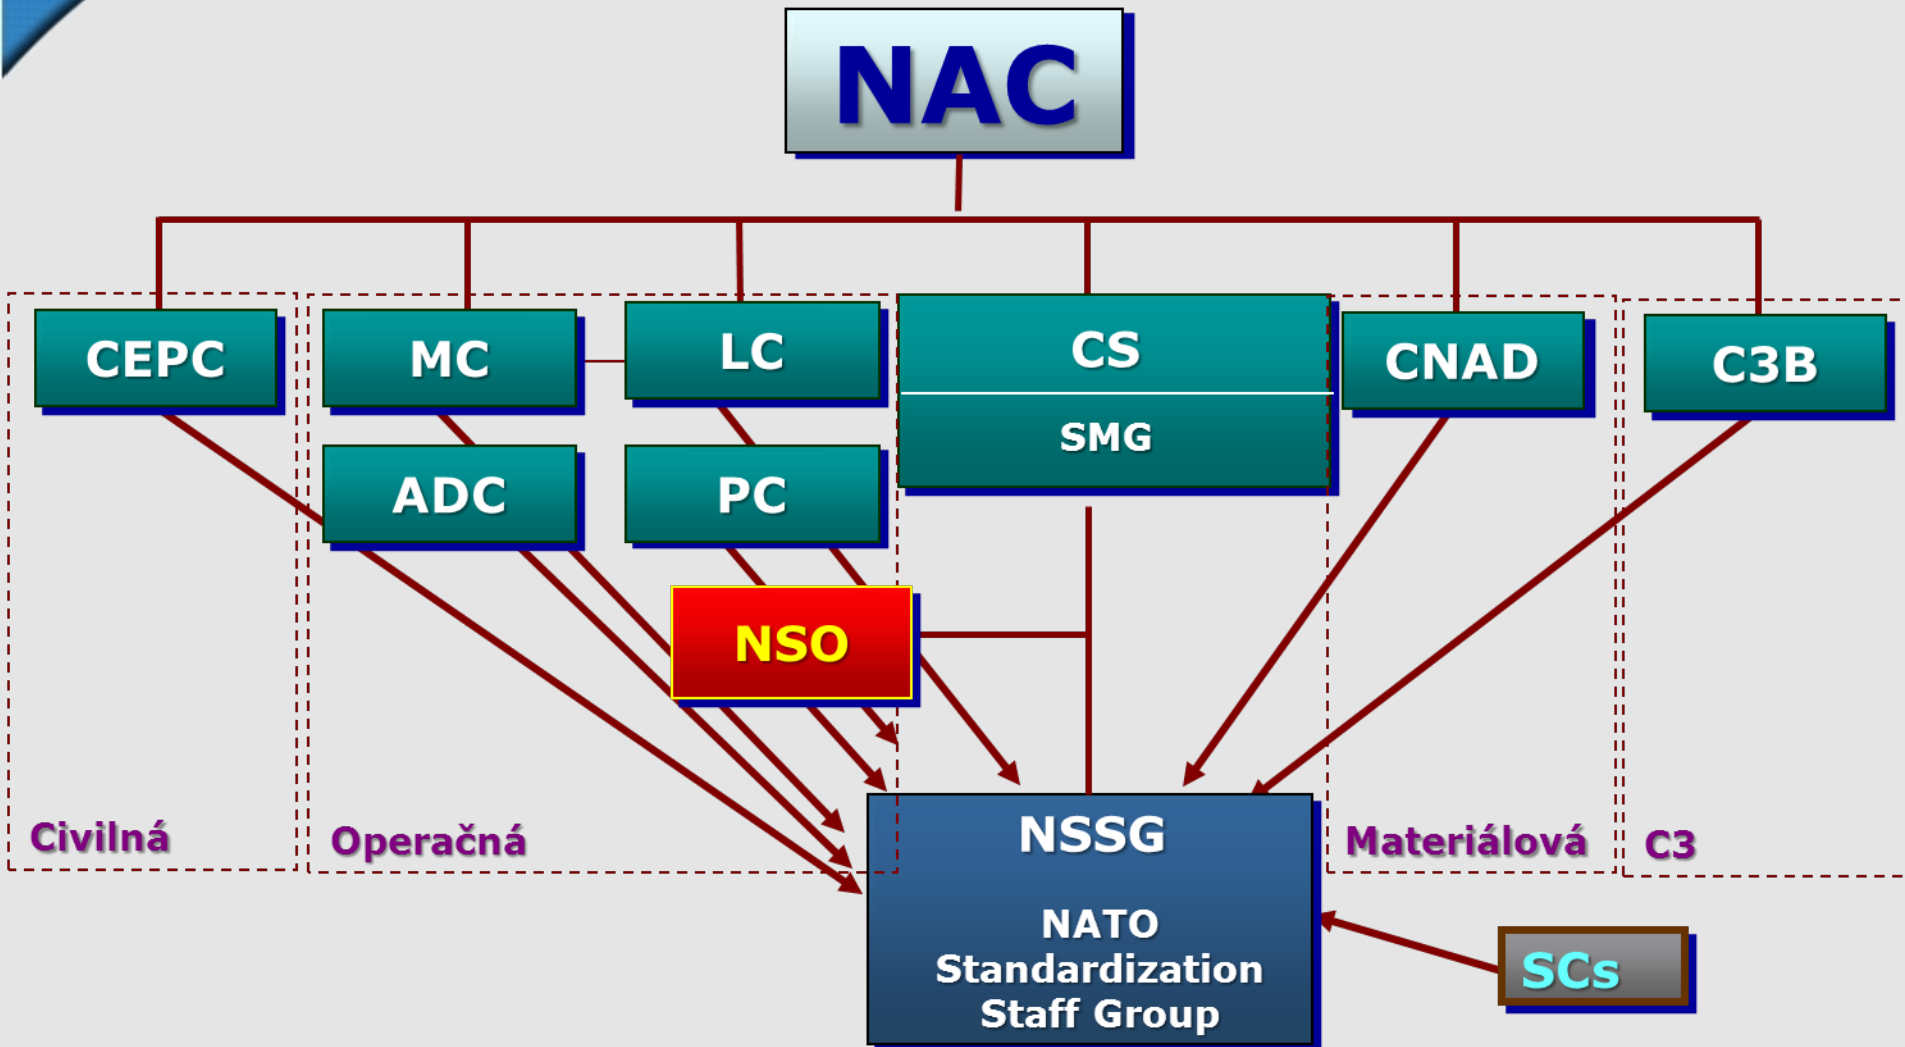 NAC
CEPC
MC
LC
CS
SMG
CNAD
C3B
ADC
PC
NSO
Civilná
Operačná
Materiálová
C3
NSSG
NATO
Standardization
Staff Group
SCs